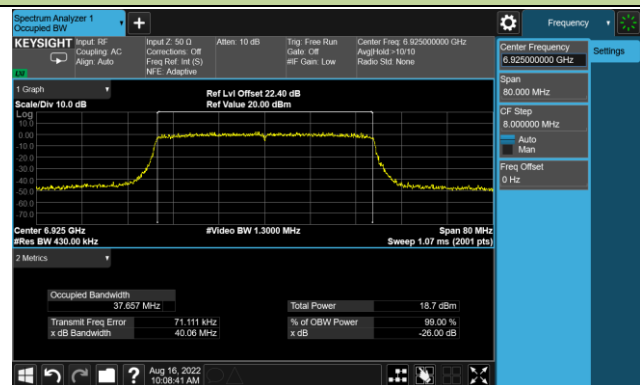 Spectrum Analyzer 1
Occupied BW
Frequency
KEYSIGHT
Input: RF
Coupling: AC
Align: Auto
Input Z: 50 Ω
Corrections: Off
Freq Ref: Int (S)
NFE: Adaptive
Atten: 10 dB
Trig: Free Run
Gate: Off
#IF Gain: Low
Center Freq: 6.925000000 GHz
Avg|Hold:>10/10
Radio Std: None
Center Frequency
6.925000000 GHz
Settings
Span
80.000 MHz
CF Step
8.000000 MHz
Auto
Man
Freq Offset
0 Hz
1 Graph
Scale/Div 10.0 dB
Ref Lvl Offset 22.40 dB
Ref Value 20.00 dBm
Log
10.0
0.00
-10.0
-20.0
-30.0
-40.0
-50.0
-60.0
-70.0
Center 6.925 GHz
#Video BW 1.3000 MHz
Span 80 MHz
#Res BW 430.00 kHz
Sweep 1.07 ms (2001 pts)
2 Metrics
Occupied Bandwidth
37.657 MHz
Total Power
18.7 dBm
Transmit Freq Error
71.111 kHz
% of OBW Power
99.00 %
x dB Bandwidth
40.06 MHz
x dB
-26.00 dB
?
Aug 16, 2022
10:08:41 AM